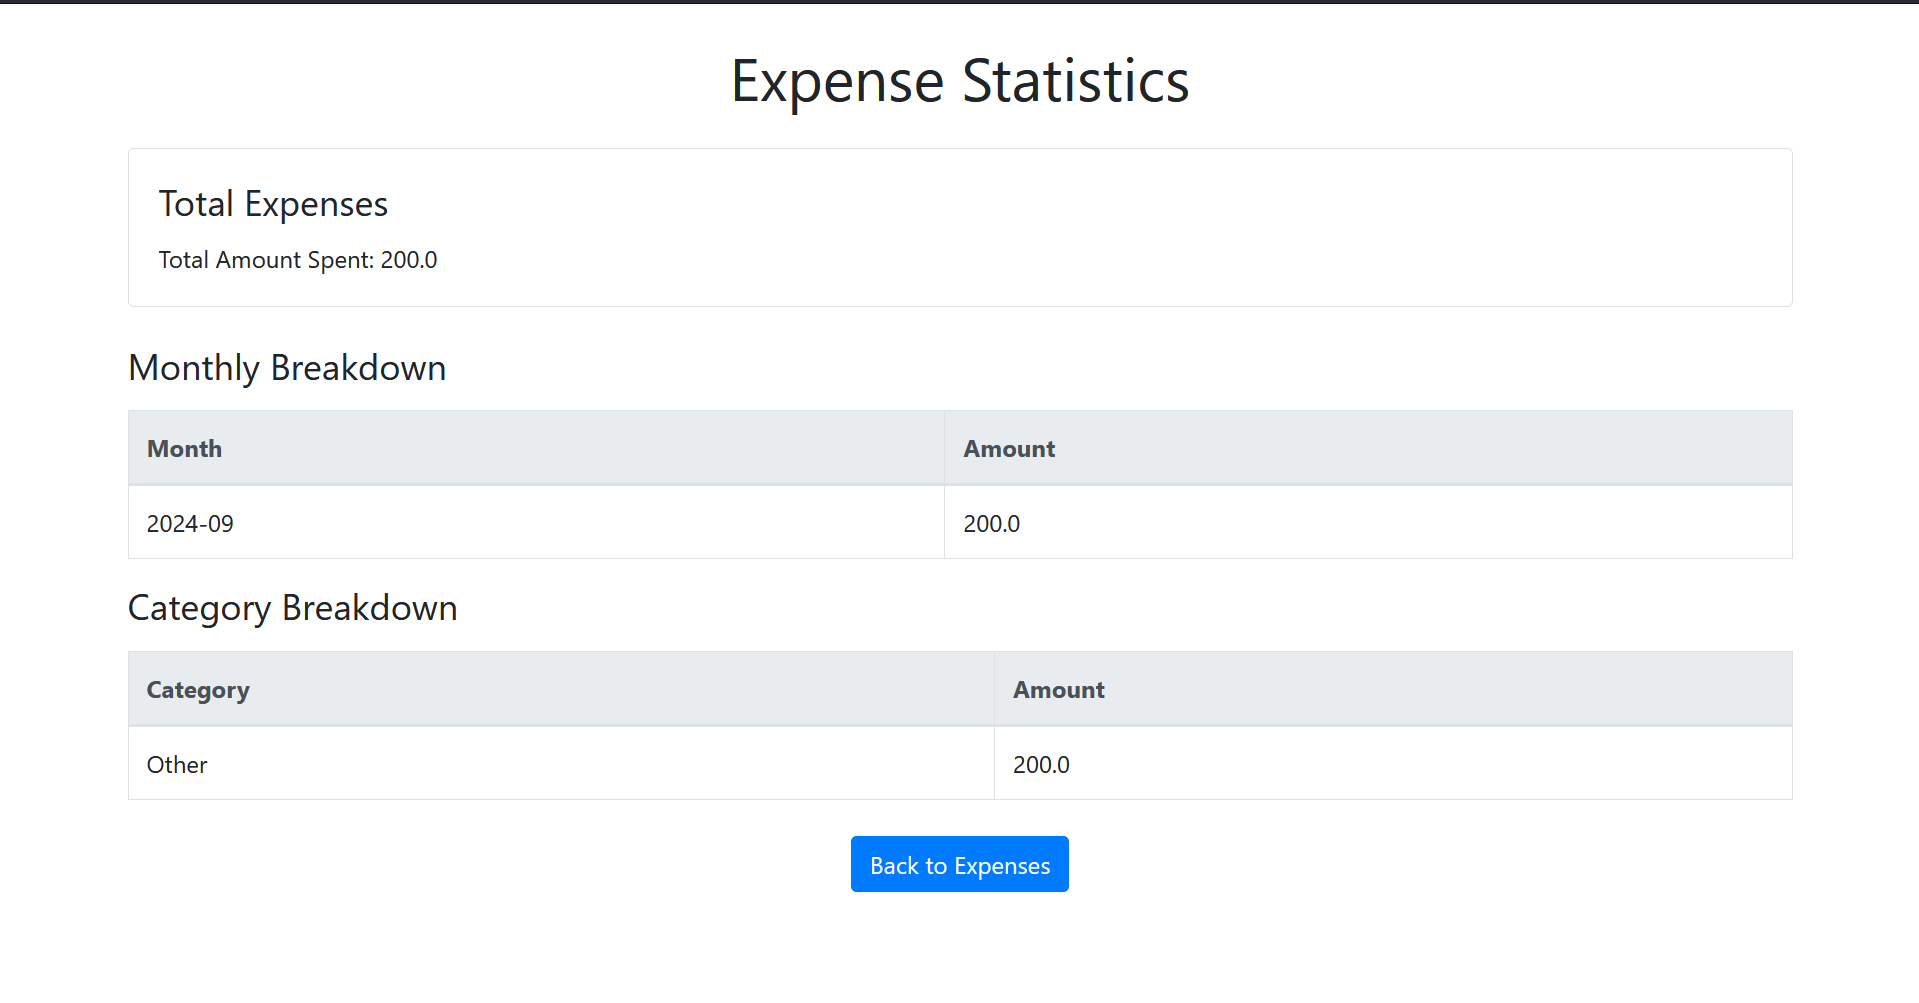 Expense Statistics
Total Expenses
Total Amount Spent: 200.0
Monthly Breakdown
Month Amount
2024-09 200.0
Category Breakdown
Category Amount
Other 200.0
Back to Expenses